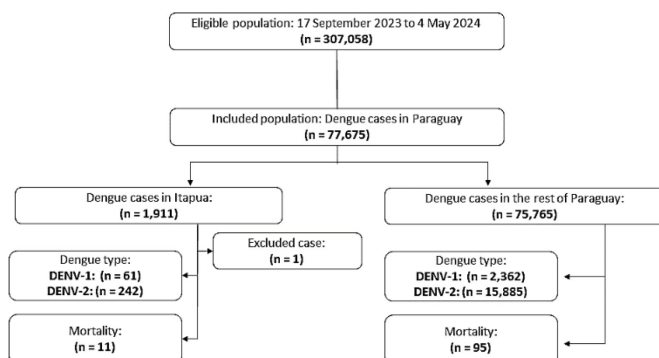 Eligible population: 17 September 2023 to 4 May 2024
(n = 307,058)
Included population: Dengue cases in Paraguay
(n = 77,675)
Dengue cases in Itapua:
(n = 1,911)
Dengue cases in the rest of Paraguay:
(n = 75,765)
Excluded case:
(n = 1)
Dengue type:
DENV-1: (n = 61)
DENV-2: (n = 242)
Dengue type:
DENV-1: (n = 2,362)
DENV-2: (n = 15,885)
Mortality:
(n = 11)
Mortality:
(n = 95)